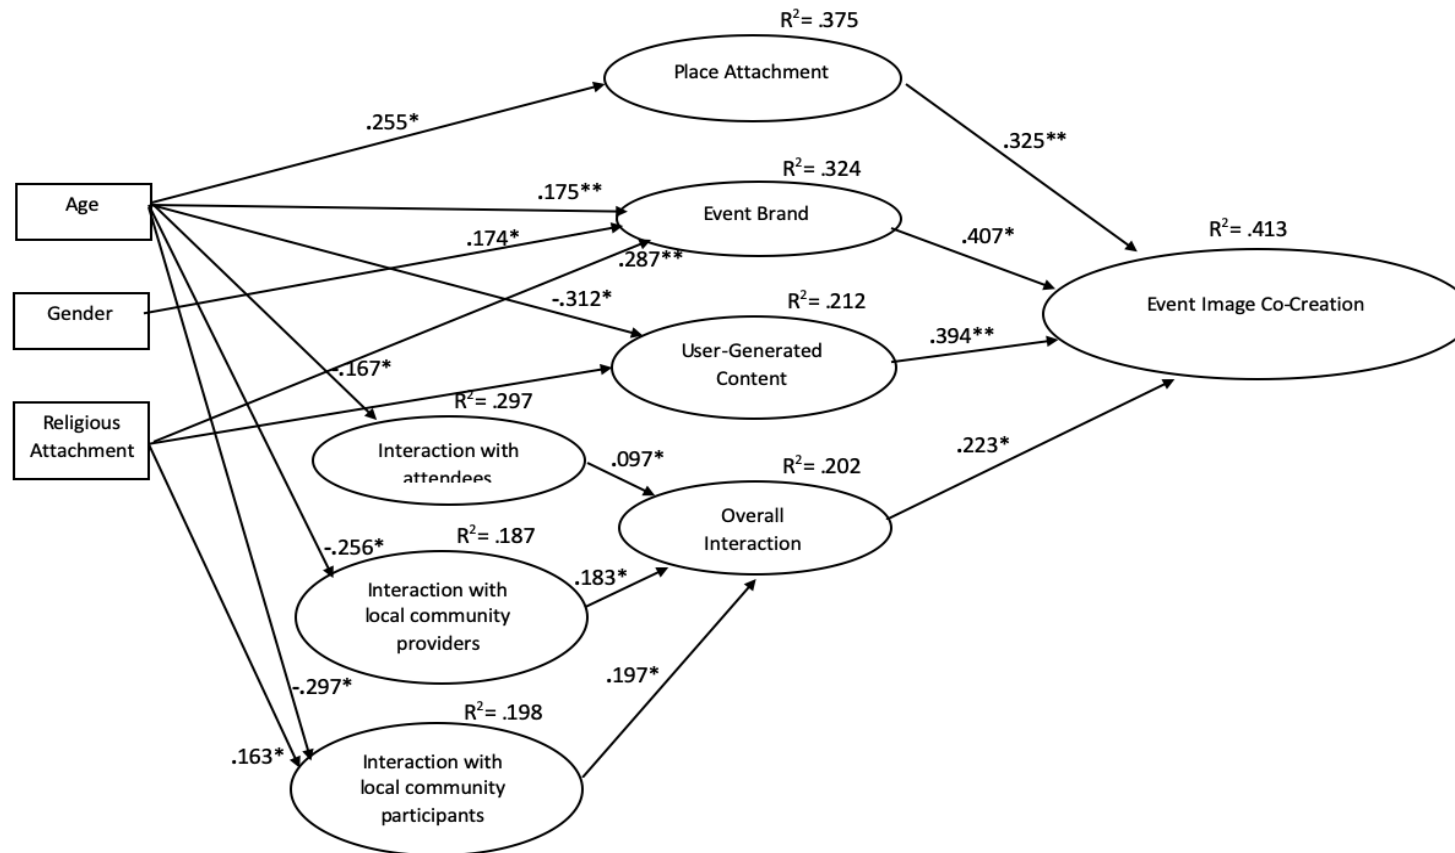 R²= .375
Place Attachment
.255*
.325**
R²= .324
.175**
Age
Event Brand
R²= .413
.174*
.407*
.287**
-.312*
R²= .212
Gender
Event Image Co-Creation
.394**
User-Generated
Content
-.167*
R²= .297
Religious
Attachment
Interaction with
attendees
.097*
.223*
R²= .202
Overall
Interaction
R²= .187
-.256*
.183*
Interaction with
local community
providers
-.297*
.197*
R²= .198
.163*
Interaction with
local community
participants